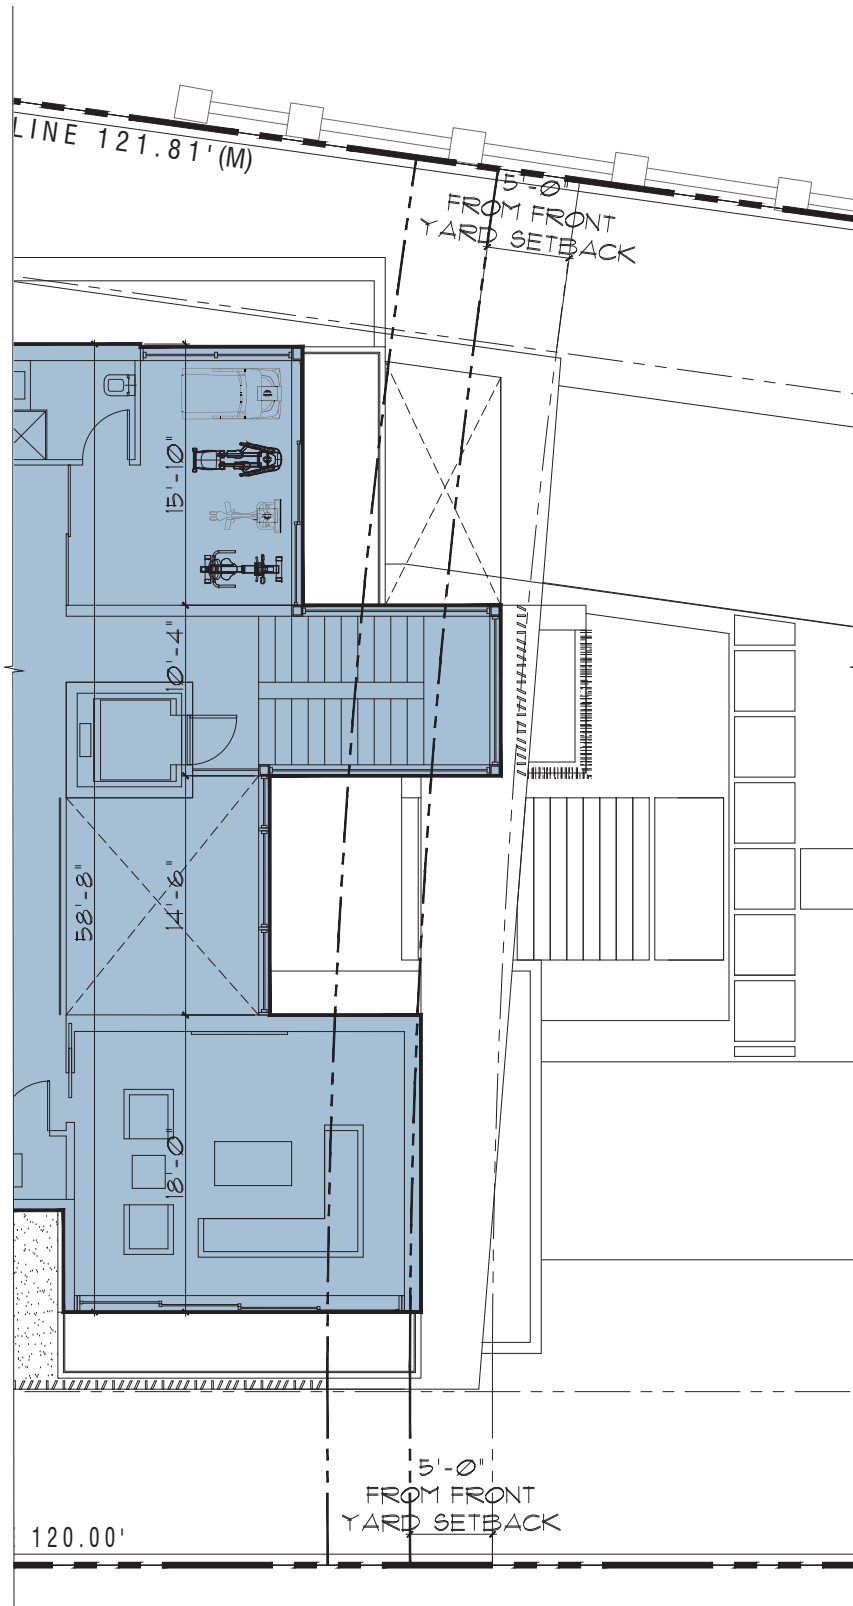 LINE 121.81'(M)
5'-0"
FROM FRONT
YARD SETBACK
15'-10"
10'-4"
58'-8"
14'-6"
18'-0"
5'-0"
FROM FRONT
YARD SETBACK
120.00'